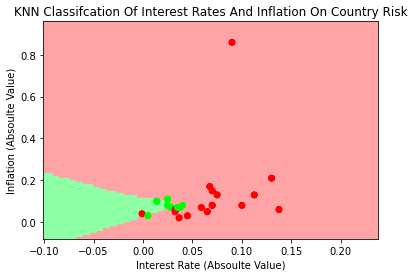 KNN Classifcation Of Interest Rates And Inflation On Country Risk
Inflation (Absoulte Value)
0.8
0.6
0.4
0.2
0.0
−0.10 −0.05 0.00 0.05 0.10 0.15 0.20
Interest Rate (Absoulte Value)